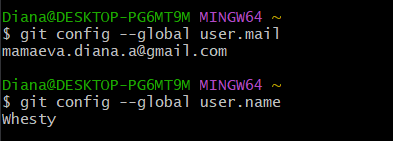 Diana@DESKTOP-PG6MT9M MINGW64 ~
$ git config --global user.mail
mamaeva.diana.a@gmail.com
Diana@DESKTOP-PG6MT9M MINGW64 ~
$ git config --global user.name
Whesty